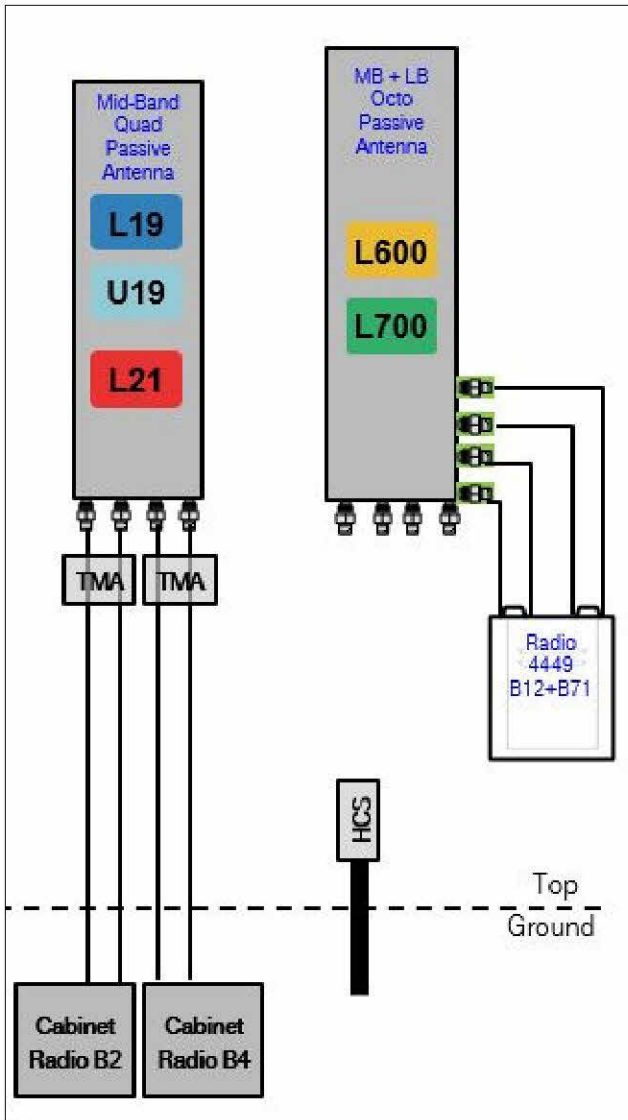 Mid-Band
Quad
Passive
Antenna
L19
U19
L21
TMA
TMA
MB + LB
Octo
Passive
Antenna
L600
L700
Radio
4449
B12+B71
HCS
Top
Ground
Cabinet
Radio B2
Cabinet
Radio B4